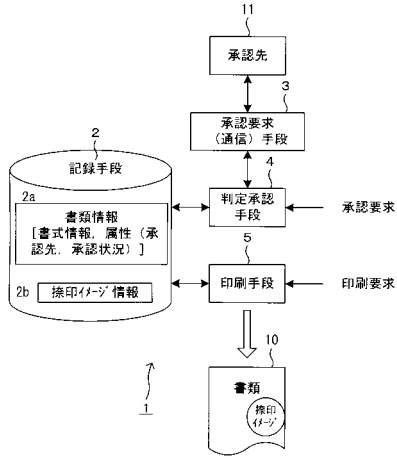 11
承認先
3
承認要求
(通信) 手段
2
記録手段
4
2a
書類情報
[書式情報, 属性 (承
認先, 承認状況) ]
判定承認
手段
承認要求
5
2b
捺印ｲﾒｰｼﾞ情報
印刷手段
印刷要求
10
書類
捺印
ｲﾒｰｼﾞ
1